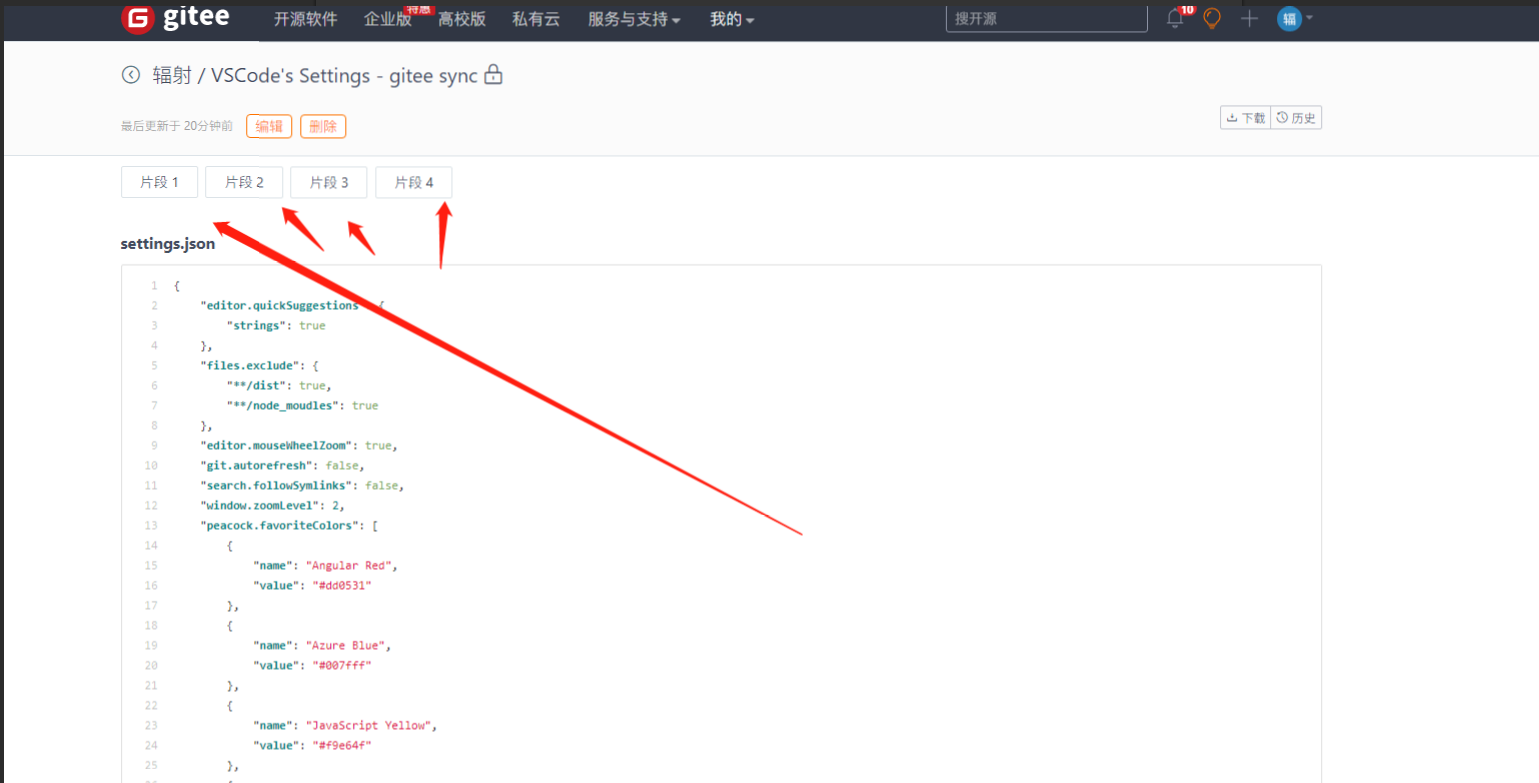 gitee 开源软件 企业版 特惠 高校版 私有云 服务与支持 我的 搜开源 10 辐
辐射 / VSCode's Settings - gitee sync
最后更新于 20分钟前 编辑 删除 下载 历史
片段 1 片段 2 片段 3 片段 4
settings.json
1 {
2 "editor.quickSuggestions {
3 "strings": true
4 },
5 "files.exclude": {
6 "**/dist": true,
7 "**/node_moudles": true
8 },
9 "editor.mouseWheelZoom": true,
10 "git.autorefresh": false,
11 "search.followSymlinks": false,
12 "window.zoomLevel": 2,
13 "peacock.favoriteColors": [
14 {
15 "name": "Angular Red",
16 "value": "#dd0531"
17 },
18 {
19 "name": "Azure Blue",
20 "value": "#007fff"
21 },
22 {
23 "name": "JavaScript Yellow",
24 "value": "#f9e64f"
25 },